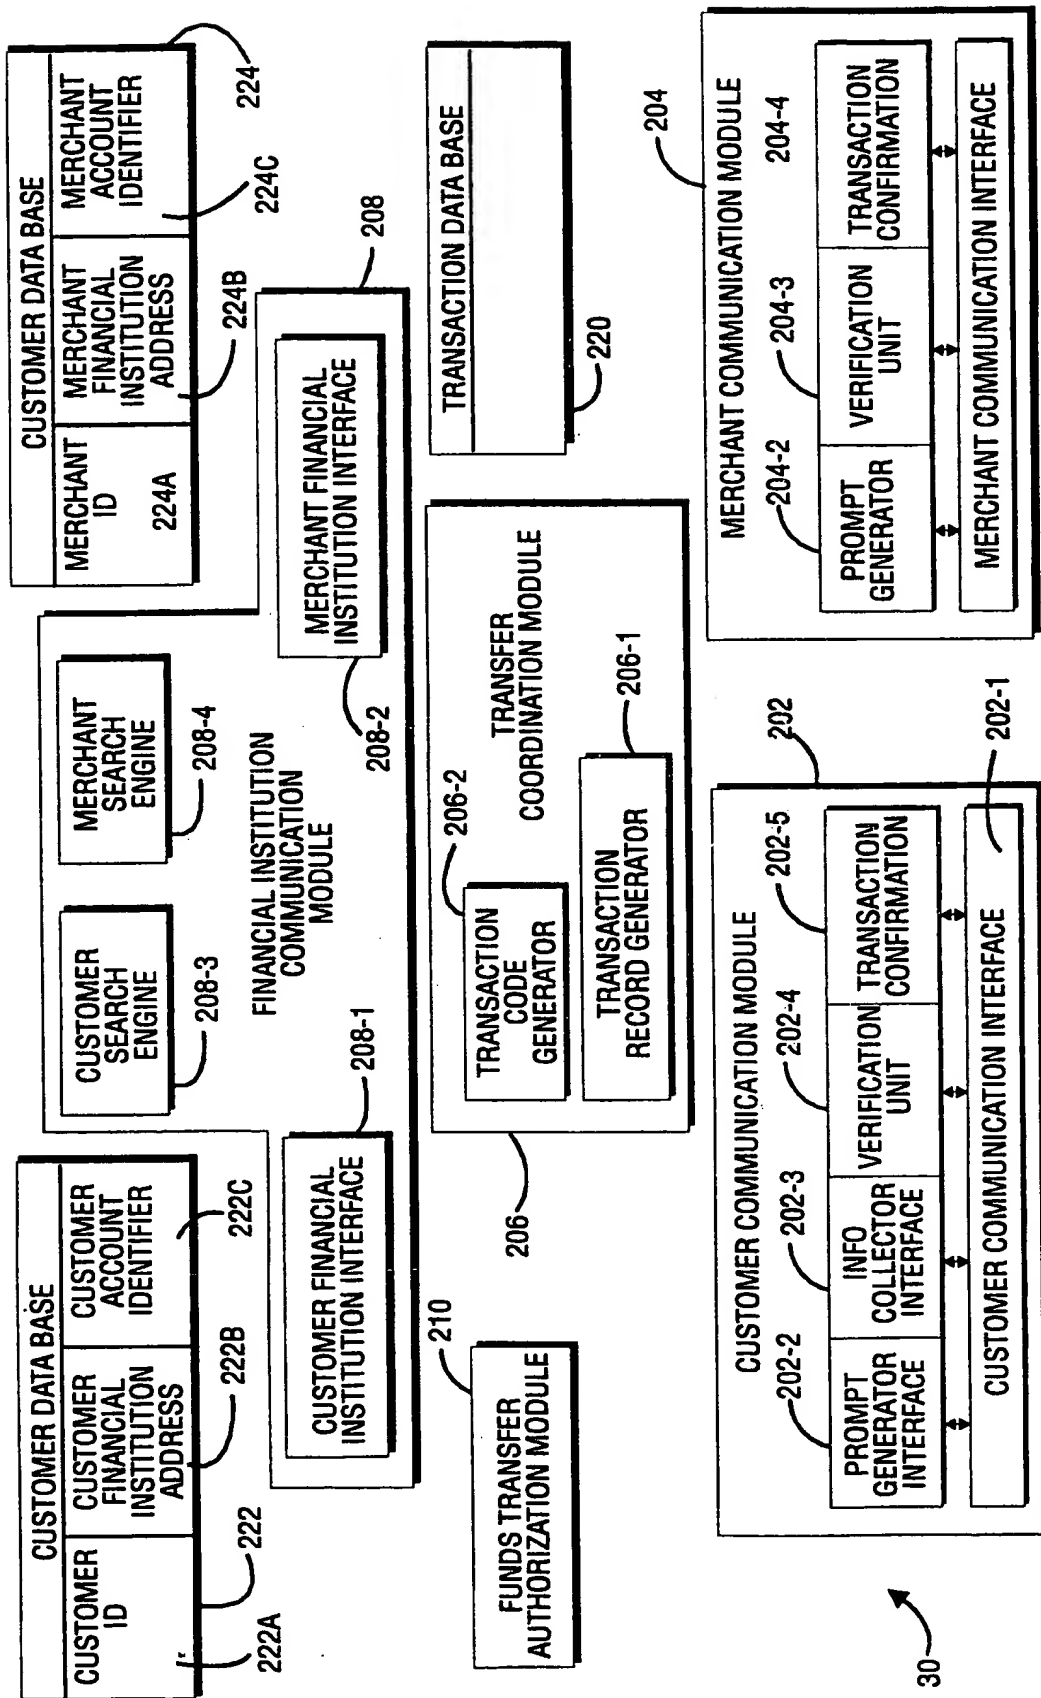 CUSTOMER DATA BASE
CUSTOMER
ID
CUSTOMER
FINANCIAL
INSTITUTION
ADDRESS
CUSTOMER
ACCOUNT
IDENTIFIER
222A
222
222B
222C
CUSTOMER
SEARCH
ENGINE
208-3
MERCHANT
SEARCH
ENGINE
208-4
FINANCIAL INSTITUTION
COMMUNICATION
MODULE
CUSTOMER FINANCIAL
INSTITUTION INTERFACE
208-1
MERCHANT FINANCIAL
INSTITUTION INTERFACE
208-2
208
CUSTOMER DATA BASE
MERCHANT
ID
MERCHANT
FINANCIAL
INSTITUTION
ADDRESS
MERCHANT
ACCOUNT
IDENTIFIER
224A
224B
224C
224
FUNDS TRANSFER
AUTHORIZATION MODULE
210
206
TRANSACTION
CODE
GENERATOR
206-2
TRANSFER
COORDINATION MODULE
TRANSACTION
RECORD GENERATOR
206-1
TRANSACTION DATA BASE
220
30
CUSTOMER COMMUNICATION MODULE
202-2
202-3
202-4
202-5
202
PROMPT
GENERATOR
INTERFACE
INFO
COLLECTOR
INTERFACE
VERIFICATION
UNIT
TRANSACTION
CONFIRMATION
CUSTOMER COMMUNICATION INTERFACE
202-1
MERCHANT COMMUNICATION MODULE
204
204-2
204-3
204-4
PROMPT
GENERATOR
VERIFICATION
UNIT
TRANSACTION
CONFIRMATION
MERCHANT COMMUNICATION INTERFACE